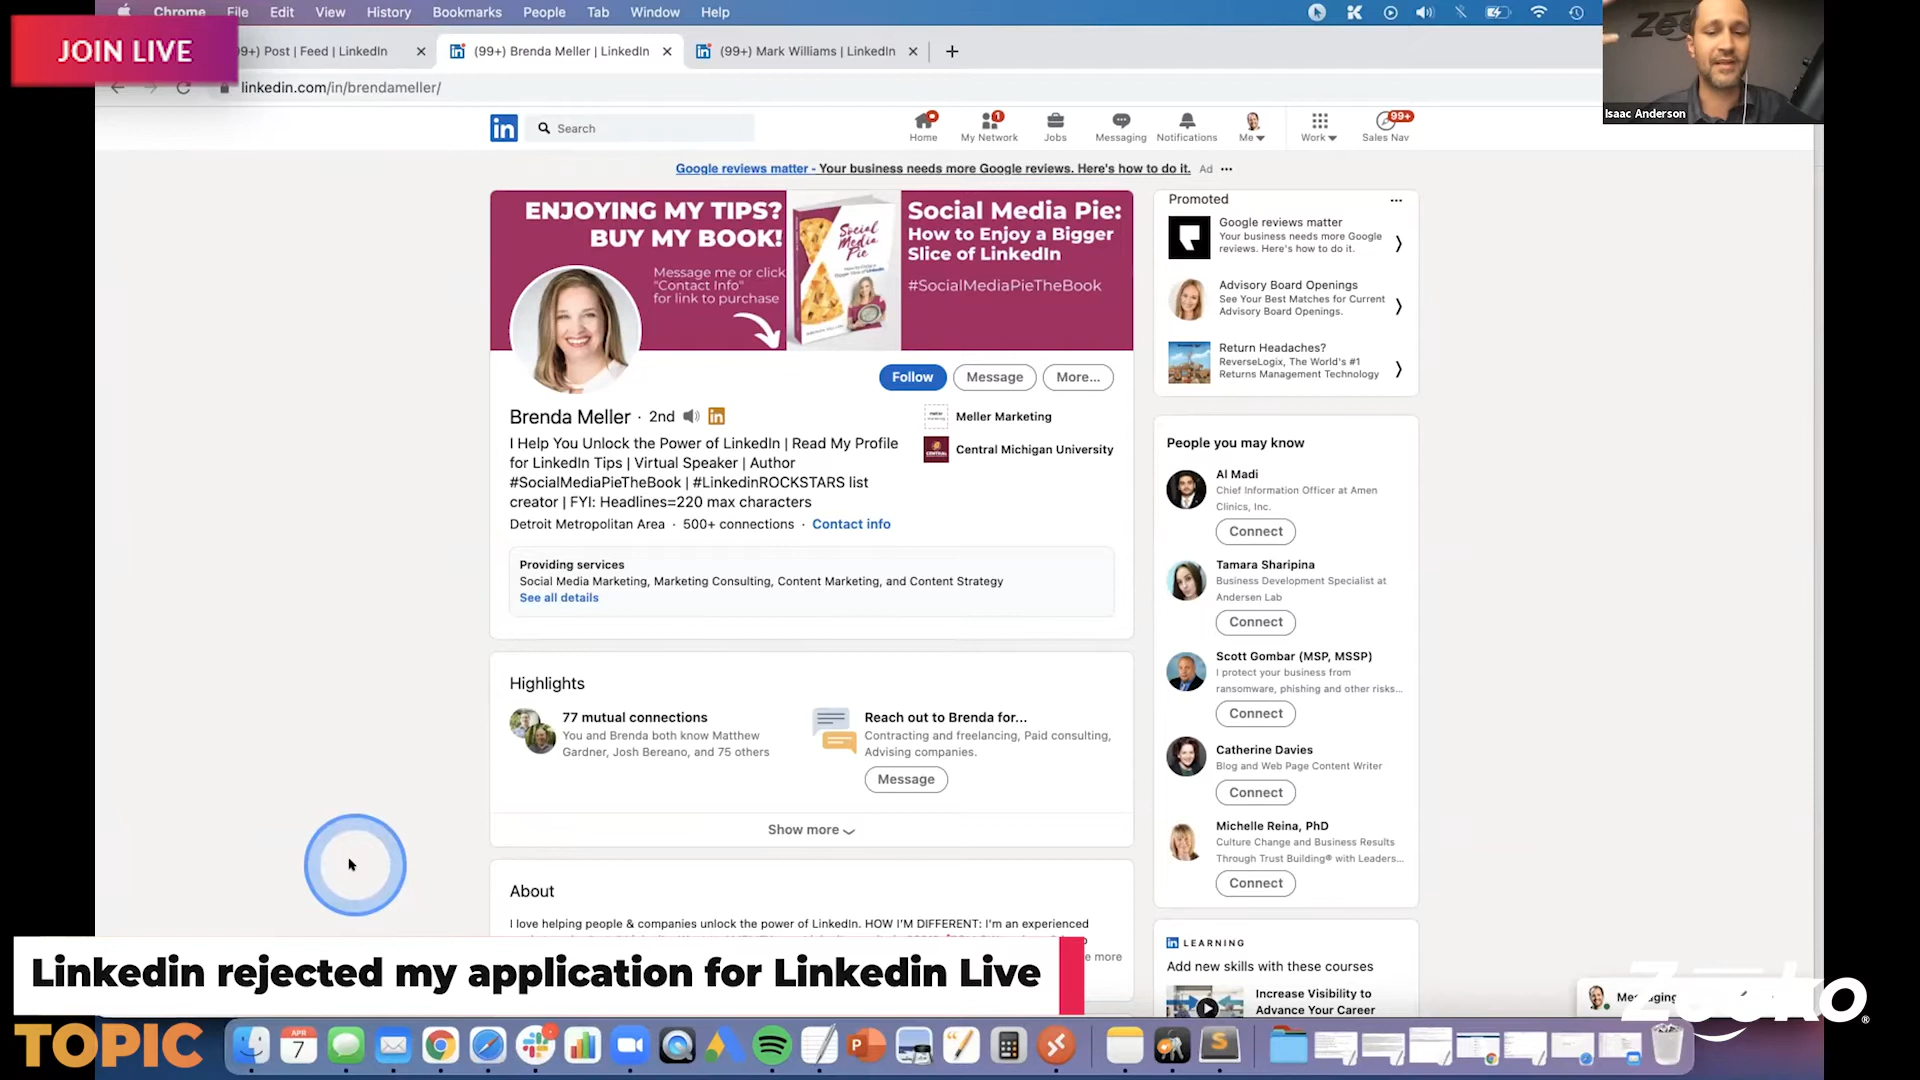 Chrome File Edit View History Bookmarks People Tab Window Help
JOIN LIVE
99+) Post | Feed | LinkedIn
(99+) Brenda Meller | LinkedIn
(99+) Mark Williams | LinkedIn
linkedin.com/in/brendameller/
Isaac Anderson
Search
Home
1
My Network
Jobs
Messaging
Notifications
Me
Work
99+
Sales Nav
Google reviews matter - Your business needs more Google reviews. Here's how to do it. Ad
ENJOYING MY TIPS?
BUY MY BOOK!
Message me or click
"Contact Info"
for link to purchase
Social
Media
Pie
Social Media Pie:
How to Enjoy a Bigger
Slice of LinkedIn
#SocialMediaPieTheBook
Follow
Message
More...
Brenda Meller · 2nd
I Help You Unlock the Power of LinkedIn | Read My Profile
for LinkedIn Tips | Virtual Speaker | Author
#SocialMediaPieTheBook | #LinkedinROCKSTARS list
creator | FYI: Headlines=220 max characters
Detroit Metropolitan Area · 500+ connections · Contact info
Meller Marketing
Central Michigan University
Providing services
Social Media Marketing, Marketing Consulting, Content Marketing, and Content Strategy
See all details
Highlights
77 mutual connections
You and Brenda both know Matthew
Gardner, Josh Bereano, and 75 others
Reach out to Brenda for...
Contracting and freelancing, Paid consulting,
Advising companies.
Message
Show more
About
I love helping people & companies unlock the power of LinkedIn. HOW I'M DIFFERENT: I'm an experienced
e more
Promoted
Google reviews matter
Your business needs more Google
reviews. Here's how to do it.
Advisory Board Openings
See Your Best Matches for Current
Advisory Board Openings.
Return Headaches?
ReverseLogix, The World's #1
Returns Management Technology
People you may know
Al Madi
Chief Information Officer at Amen
Clinics, Inc.
Connect
Tamara Sharipina
Business Development Specialist at
Andersen Lab
Connect
Scott Gombar (MSP, MSSP)
I protect your business from
ransomware, phishing and other risks...
Connect
Catherine Davies
Blog and Web Page Content Writer
Connect
Michelle Reina, PhD
Culture Change and Business Results
Through Trust Building® with Leaders...
Connect
in LEARNING
Add new skills with these courses
Increase Visibility to
Advance Your Career
Linkedin rejected my application for Linkedin Live
TOPIC
APR
7
zeeko®